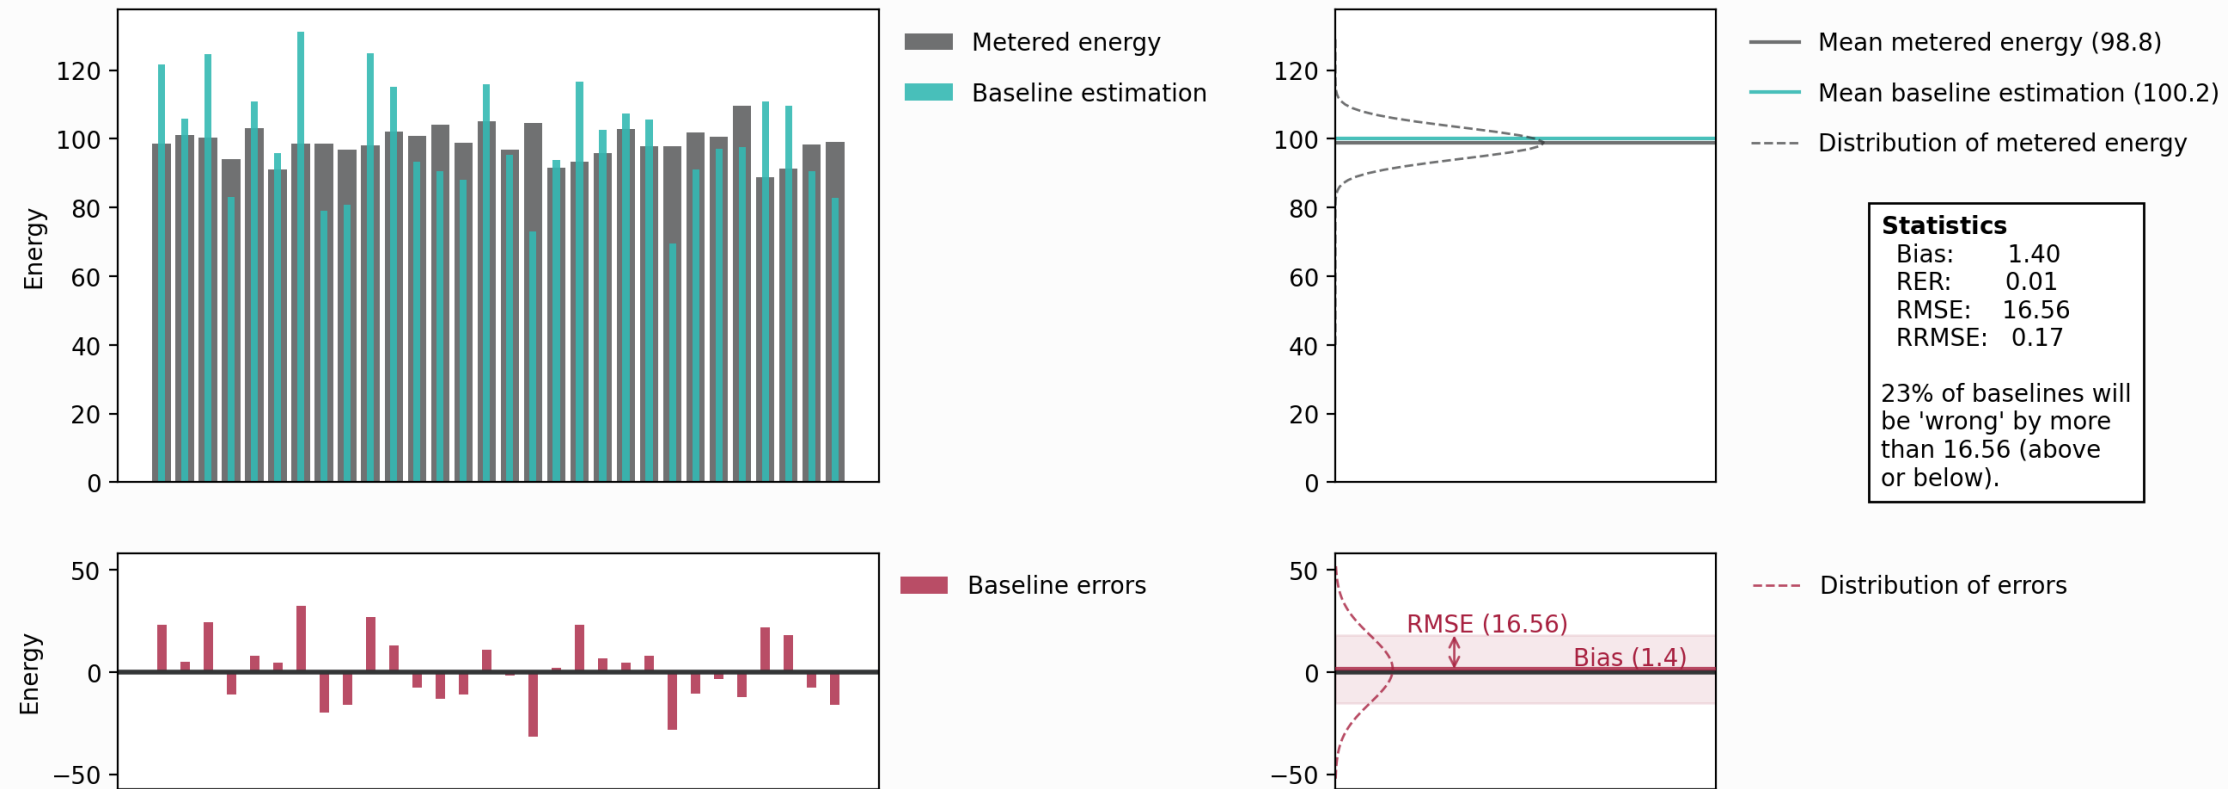 120
100
80
60
40
20
0
Energy
Metered energy
Baseline estimation
120
100
80
60
40
20
0
Mean metered energy (98.8)
Mean baseline estimation (100.2)
Distribution of metered energy
Statistics
Bias: 1.40
RER: 0.01
RMSE: 16.56
RRMSE: 0.17
23% of baselines will
be 'wrong' by more
than 16.56 (above
or below).
50
0
−50
Energy
Baseline errors
50
0
−50
RMSE (16.56)
Bias (1.4)
Distribution of errors